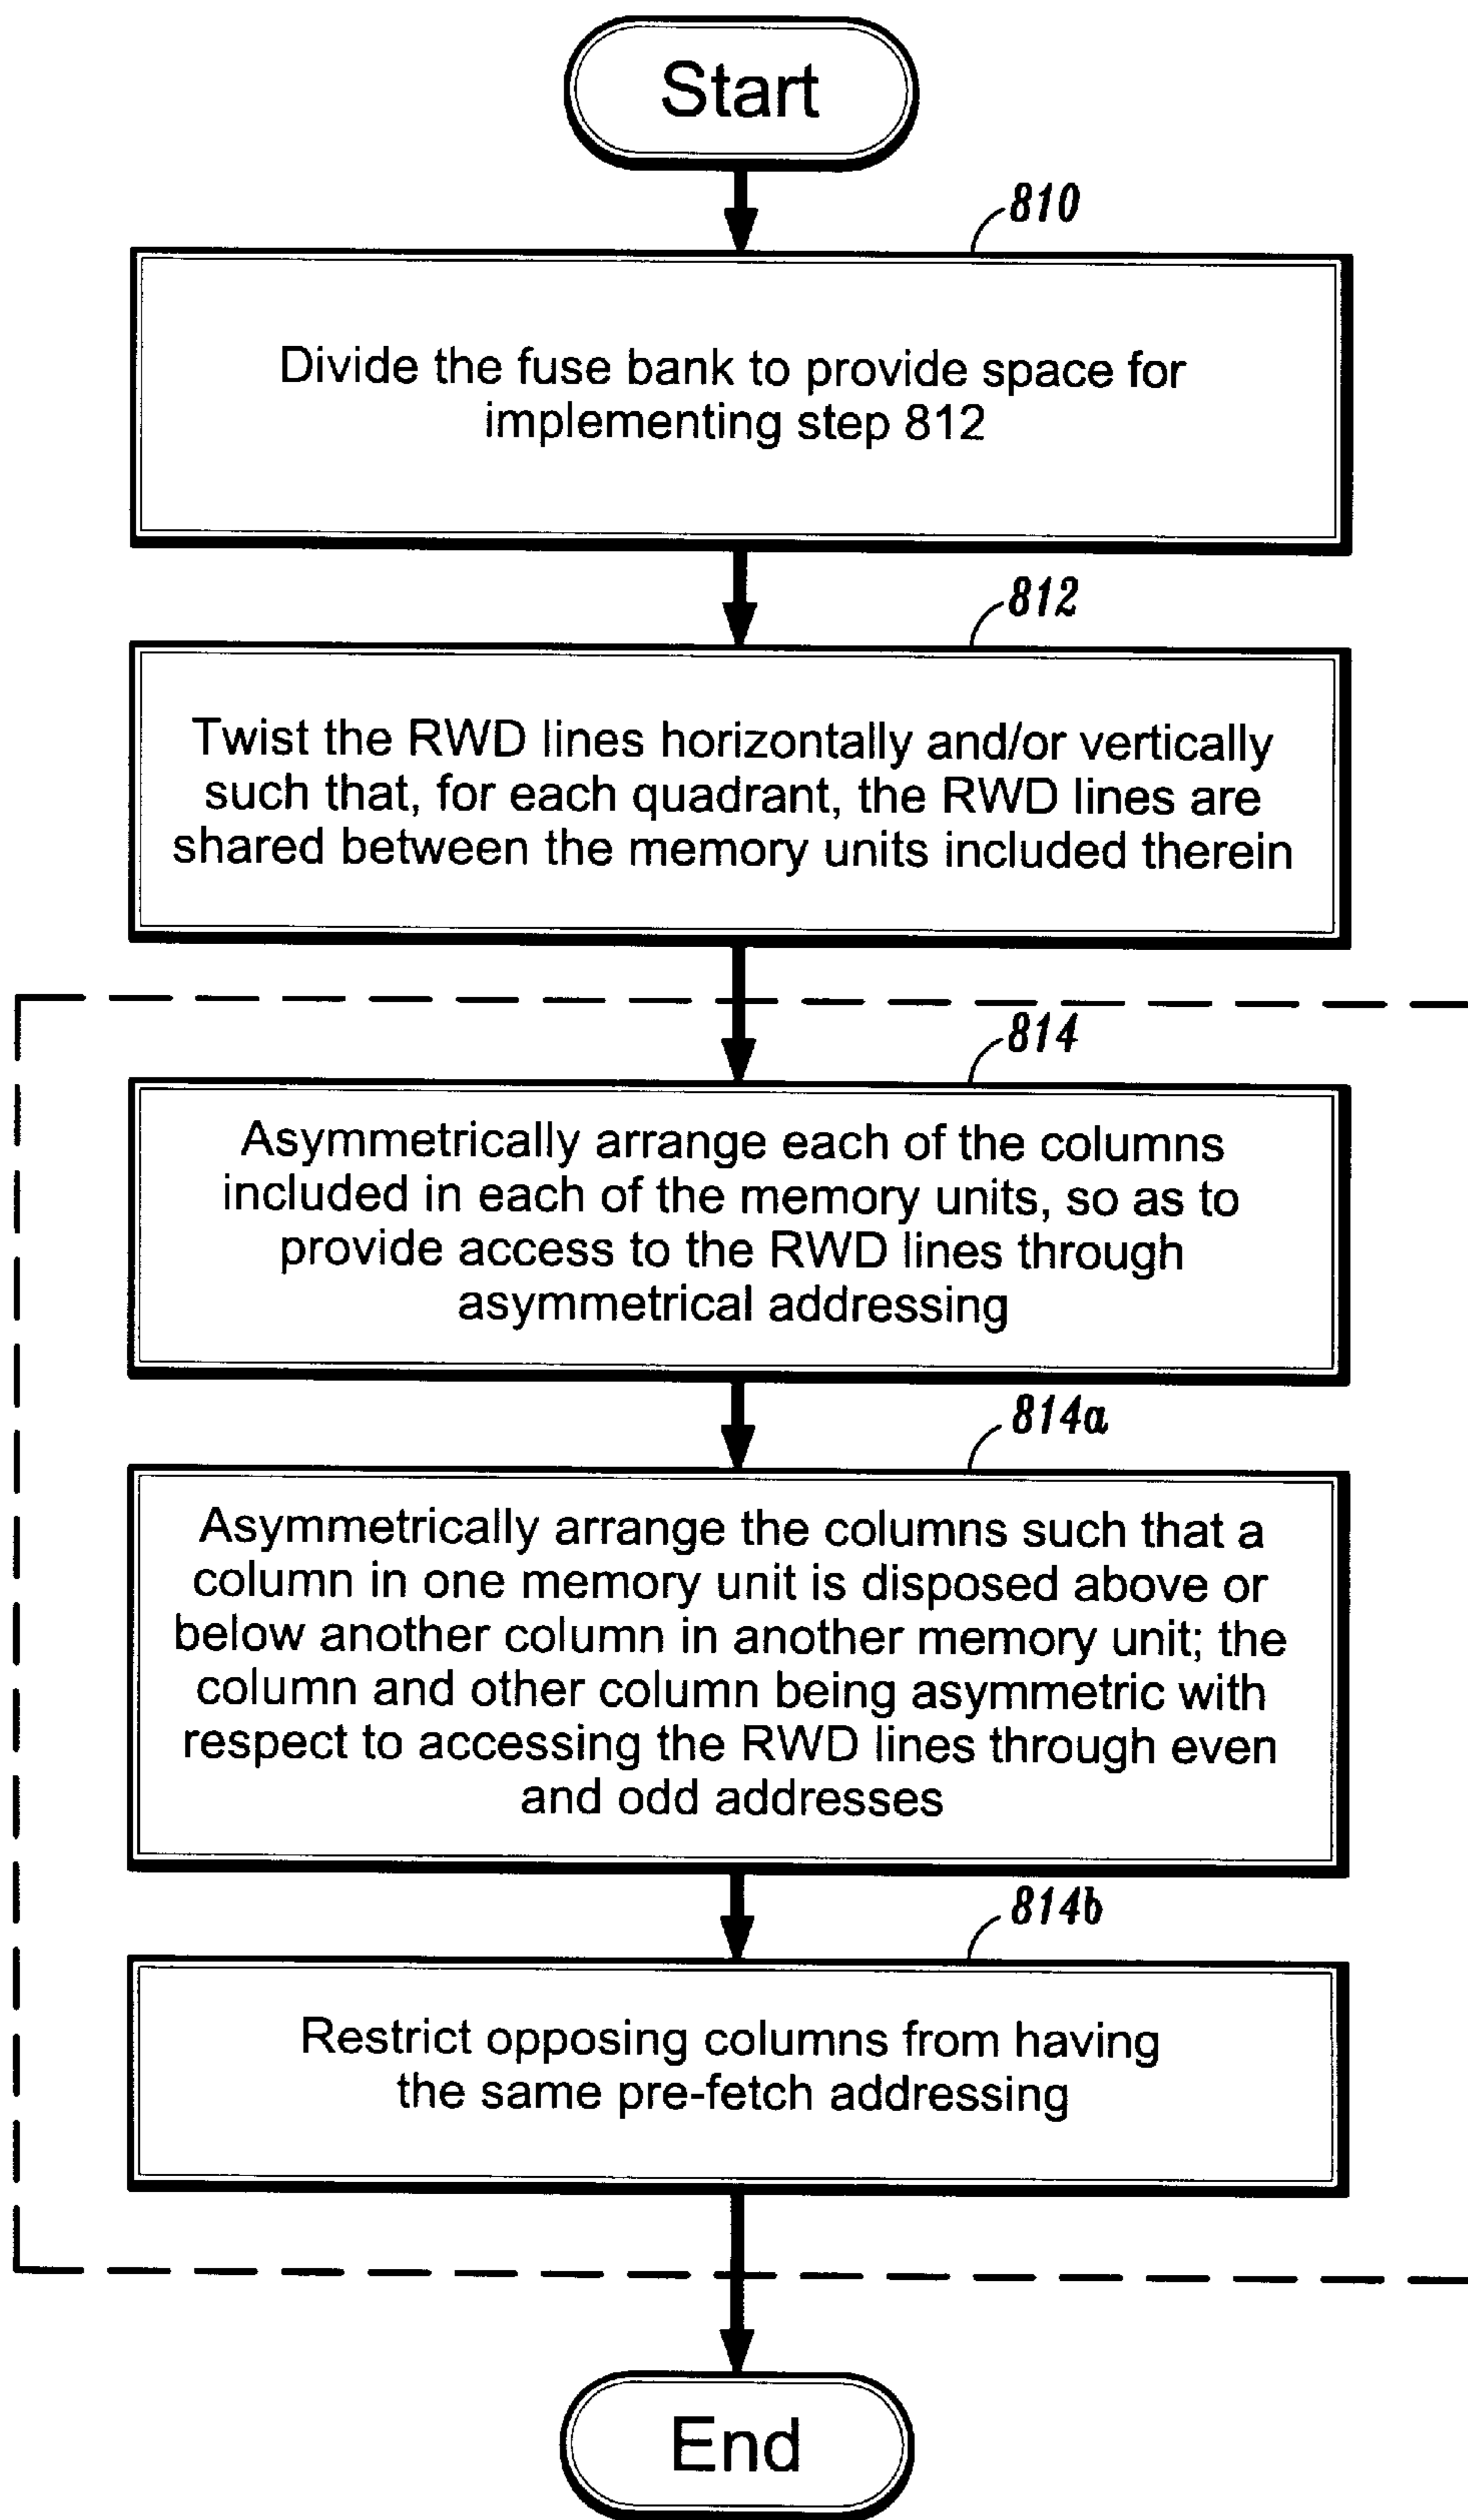 Start
810
Divide the fuse bank to provide space for
implementing step 812
812
Twist the RWD lines horizontally and/or vertically
such that, for each quadrant, the RWD lines are
shared between the memory units included therein
814
Asymmetrically arrange each of the columns
included in each of the memory units, so as to
provide access to the RWD lines through
asymmetrical addressing
814a
Asymmetrically arrange the columns such that a
column in one memory unit is disposed above or
below another column in another memory unit; the
column and other column being asymmetric with
respect to accessing the RWD lines through even
and odd addresses
814b
Restrict opposing columns from having
the same pre-fetch addressing
End